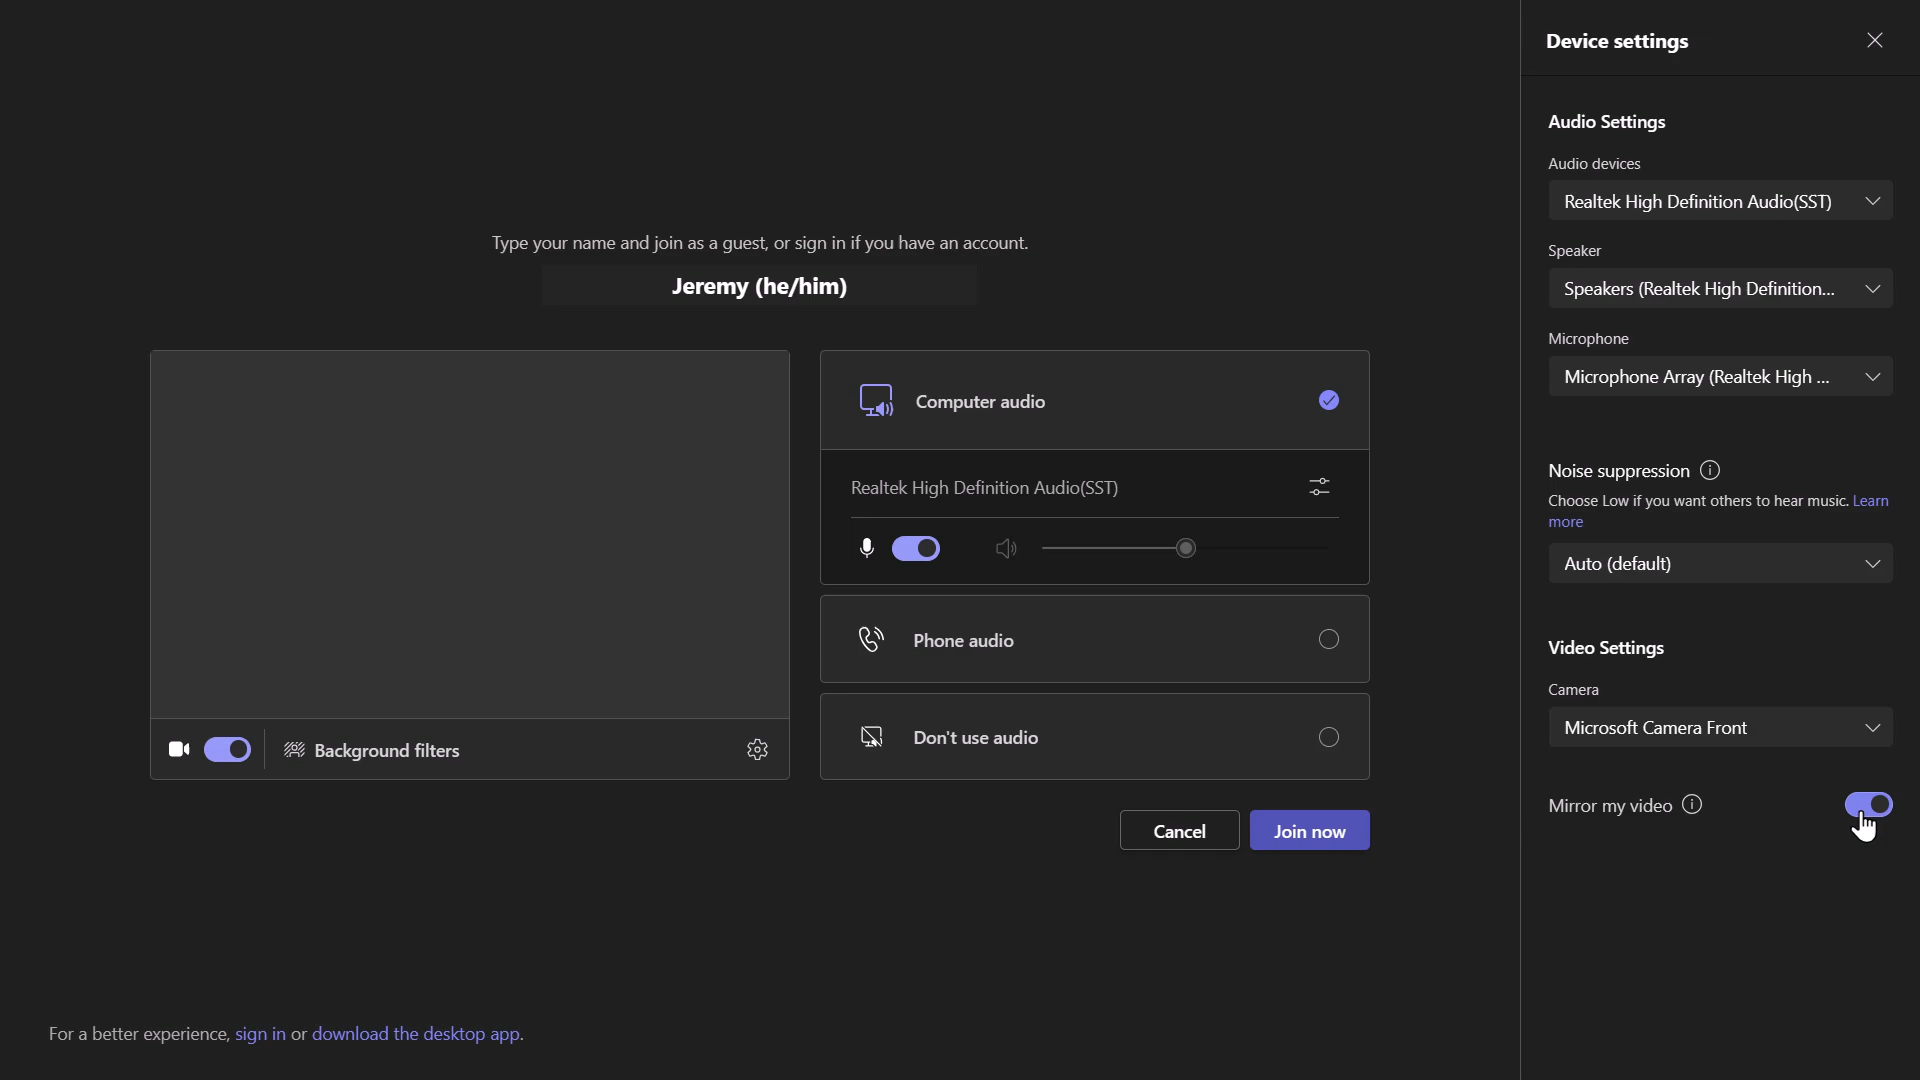 Device settings
Type your name and join as a guest, or sign in if you have an account.
Jeremy (he/him)
Computer audio
Realtek High Definition Audio(SST)
Phone audio
Don't use audio
Background filters
Cancel
Join now
For a better experience, sign in or download the desktop app.
Audio Settings
Audio devices
Realtek High Definition Audio(SST)
Speaker
Speakers (Realtek High Definition...
Microphone
Microphone Array (Realtek High ...
Noise suppression
Choose Low if you want others to hear music. Learn
more
Auto (default)
Video Settings
Camera
Microsoft Camera Front
Mirror my video